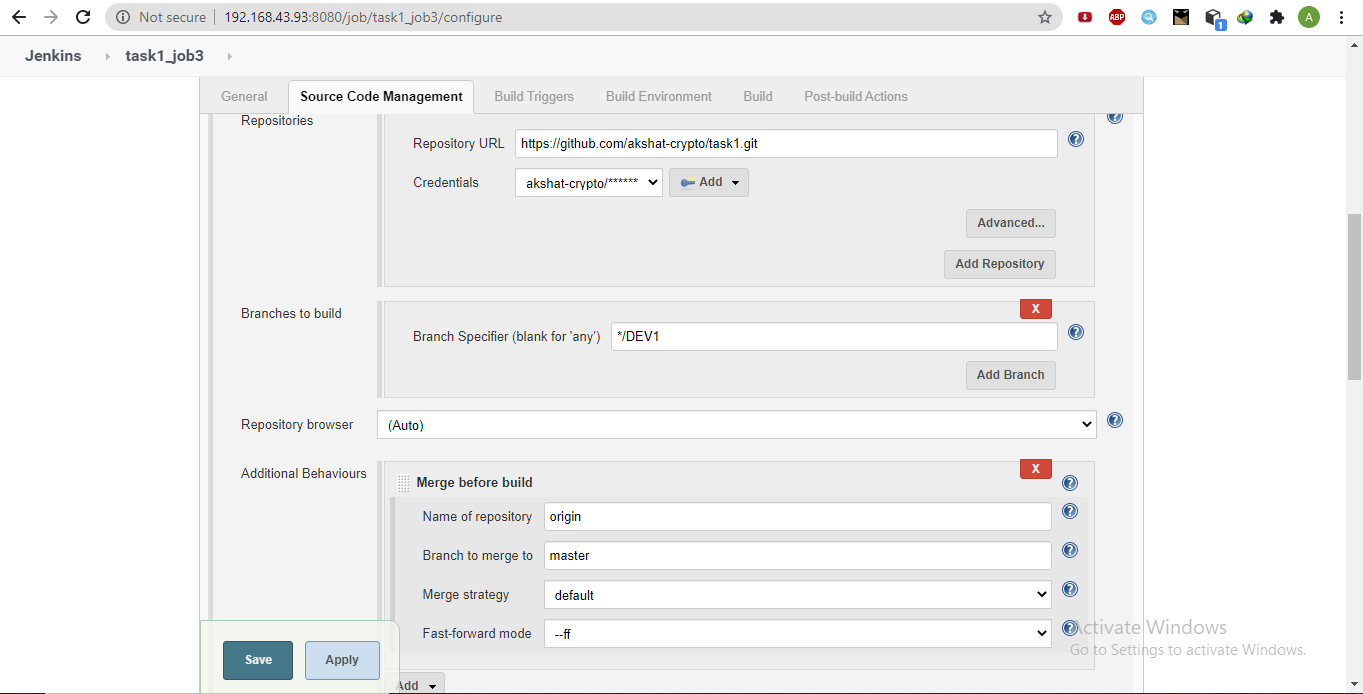 Not secure | 192.168.43.93:8080/job/task1_job3/configure
ABP
1
A
Jenkins
task1_job3
General
Source Code Management
Build Triggers
Build Environment
Build
Post-build Actions
Repositories
Repository URL
https://github.com/akshat-crypto/task1.git
Credentials
akshat-crypto/******
Add
Advanced...
Add Repository
Branches to build
X
Branch Specifier (blank for 'any')
*/DEV1
Add Branch
Repository browser
(Auto)
Additional Behaviours
X
Merge before build
Name of repository
origin
Branch to merge to
master
Merge strategy
default
Fast-forward mode
--ff
Activate Windows
Go to Settings to activate Windows.
Save
Apply
Add